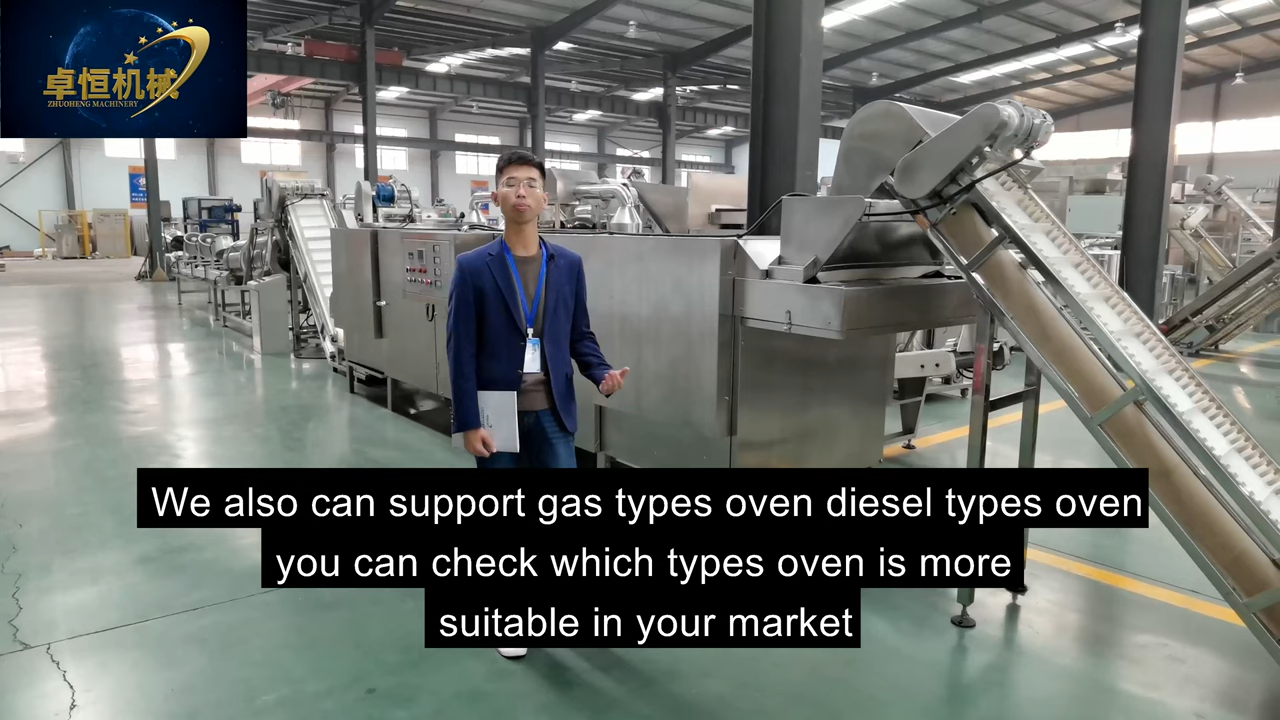 卓恒机械
ZHUOHENG MACHINERY
We also can support gas types oven diesel types oven
you can check which types oven is more
suitable in your market